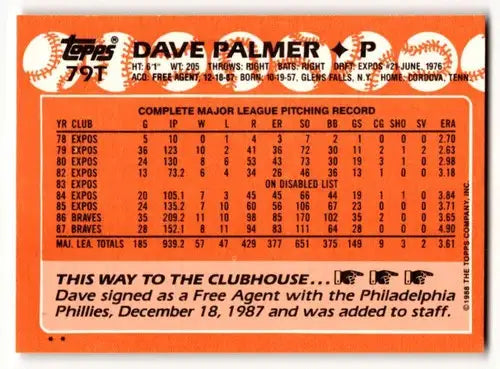 Topps
79T
DAVE PALMER ✦ P
HT: 6'1" WT: 205 THROWS: RIGHT BATS: RIGHT DRFT: EXPOS #21-JUNE, 1976
ACQ: FREE AGENT, 12-18-87 BORN: 10-19-57, GLENS FALLS, N.Y. HOME: CORDOVA, TENN.
COMPLETE MAJOR LEAGUE PITCHING RECORD
YR CLUB G IP W L R ER SO BB GS CG SHO SV ERA
78 EXPOS 5 10 0 1 4 3 7 2 1 0 0 0 2.70
79 EXPOS 36 123 10 2 41 36 72 30 11 2 1 2 2.63
80 EXPOS 24 130 8 6 53 43 73 30 19 3 1 0 2.98
82 EXPOS 13 73.2 6 4 34 26 46 36 13 1 0 0 3.18
83 EXPOS ON DISABLED LIST
84 EXPOS 20 105.1 7 3 50 45 66 44 19 1 1 0 3.84
85 EXPOS 24 135.2 7 10 60 56 106 67 23 0 0 0 3.71
86 BRAVES 35 209.2 11 10 98 85 170 102 35 2 0 0 3.65
87 BRAVES 28 152.1 8 11 94 83 111 64 28 0 0 0 4.90
MAJ. LEA. TOTALS 185 939.2 57 47 429 377 651 375 149 9 3 2 3.61
THIS WAY TO THE CLUBHOUSE...
Dave signed as a Free Agent with the Philadelphia
Phillies, December 18, 1987 and was added to staff.
©1988 THE TOPPS COMPANY, INC.
* *